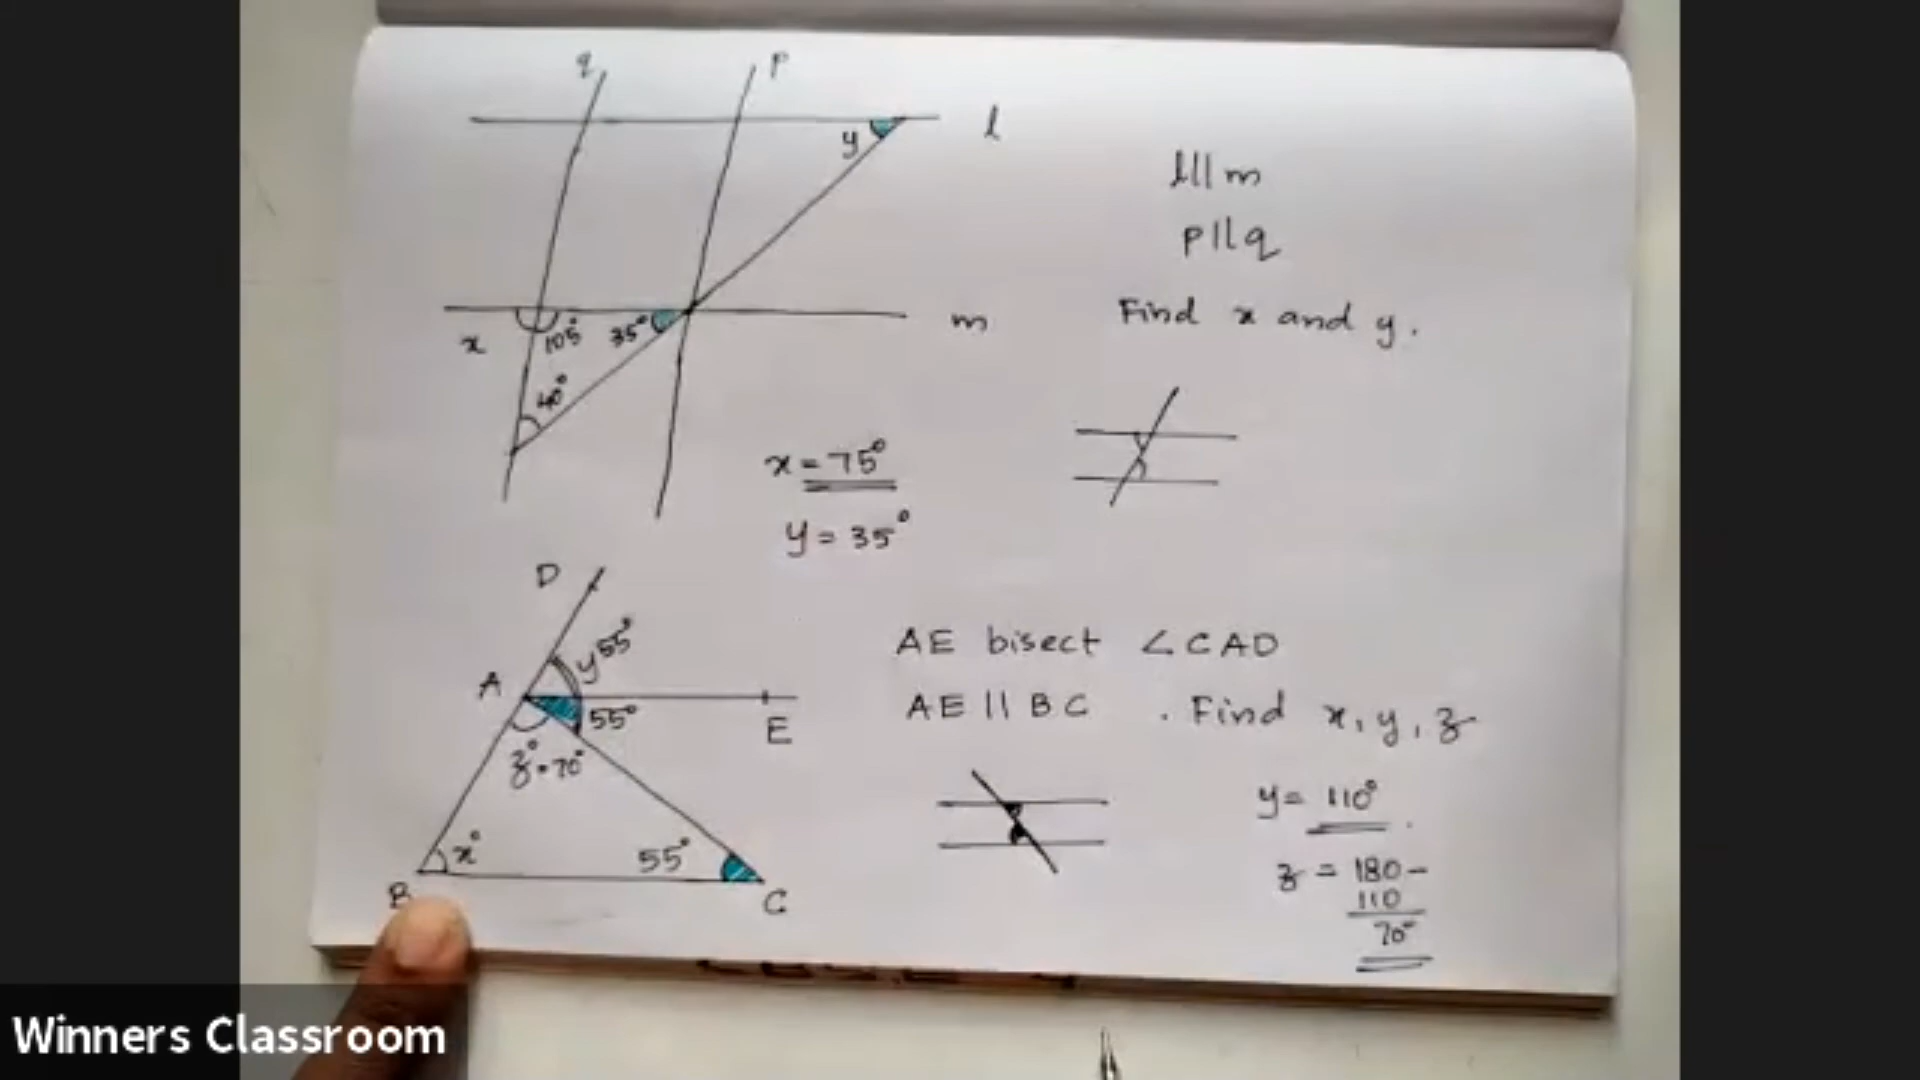 q p
l
y
l||m
p||q
m
Find x and y.
x 105° 35°
40°
x = 75°
y = 35°
D
y 55°
AE bisect ∠CAD
A
55°
E
AE || BC . Find x, y, z
z° = 70°
y = 110°.
z = 180 -
110
70°
x° 55°
B C
Winners Classroom